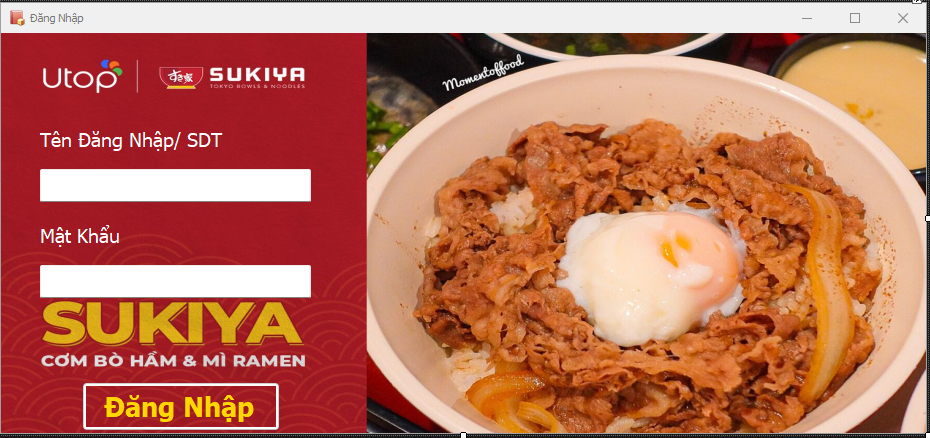 Đăng Nhập
Utop
すき家
SUKIYA
TOKYO BOWLS & NOODLES
Momentoffood
Tên Đăng Nhập/ SDT
Mật Khẩu
SUKIYA
CƠM BÒ HẦM & MÌ RAMEN
Đăng Nhập